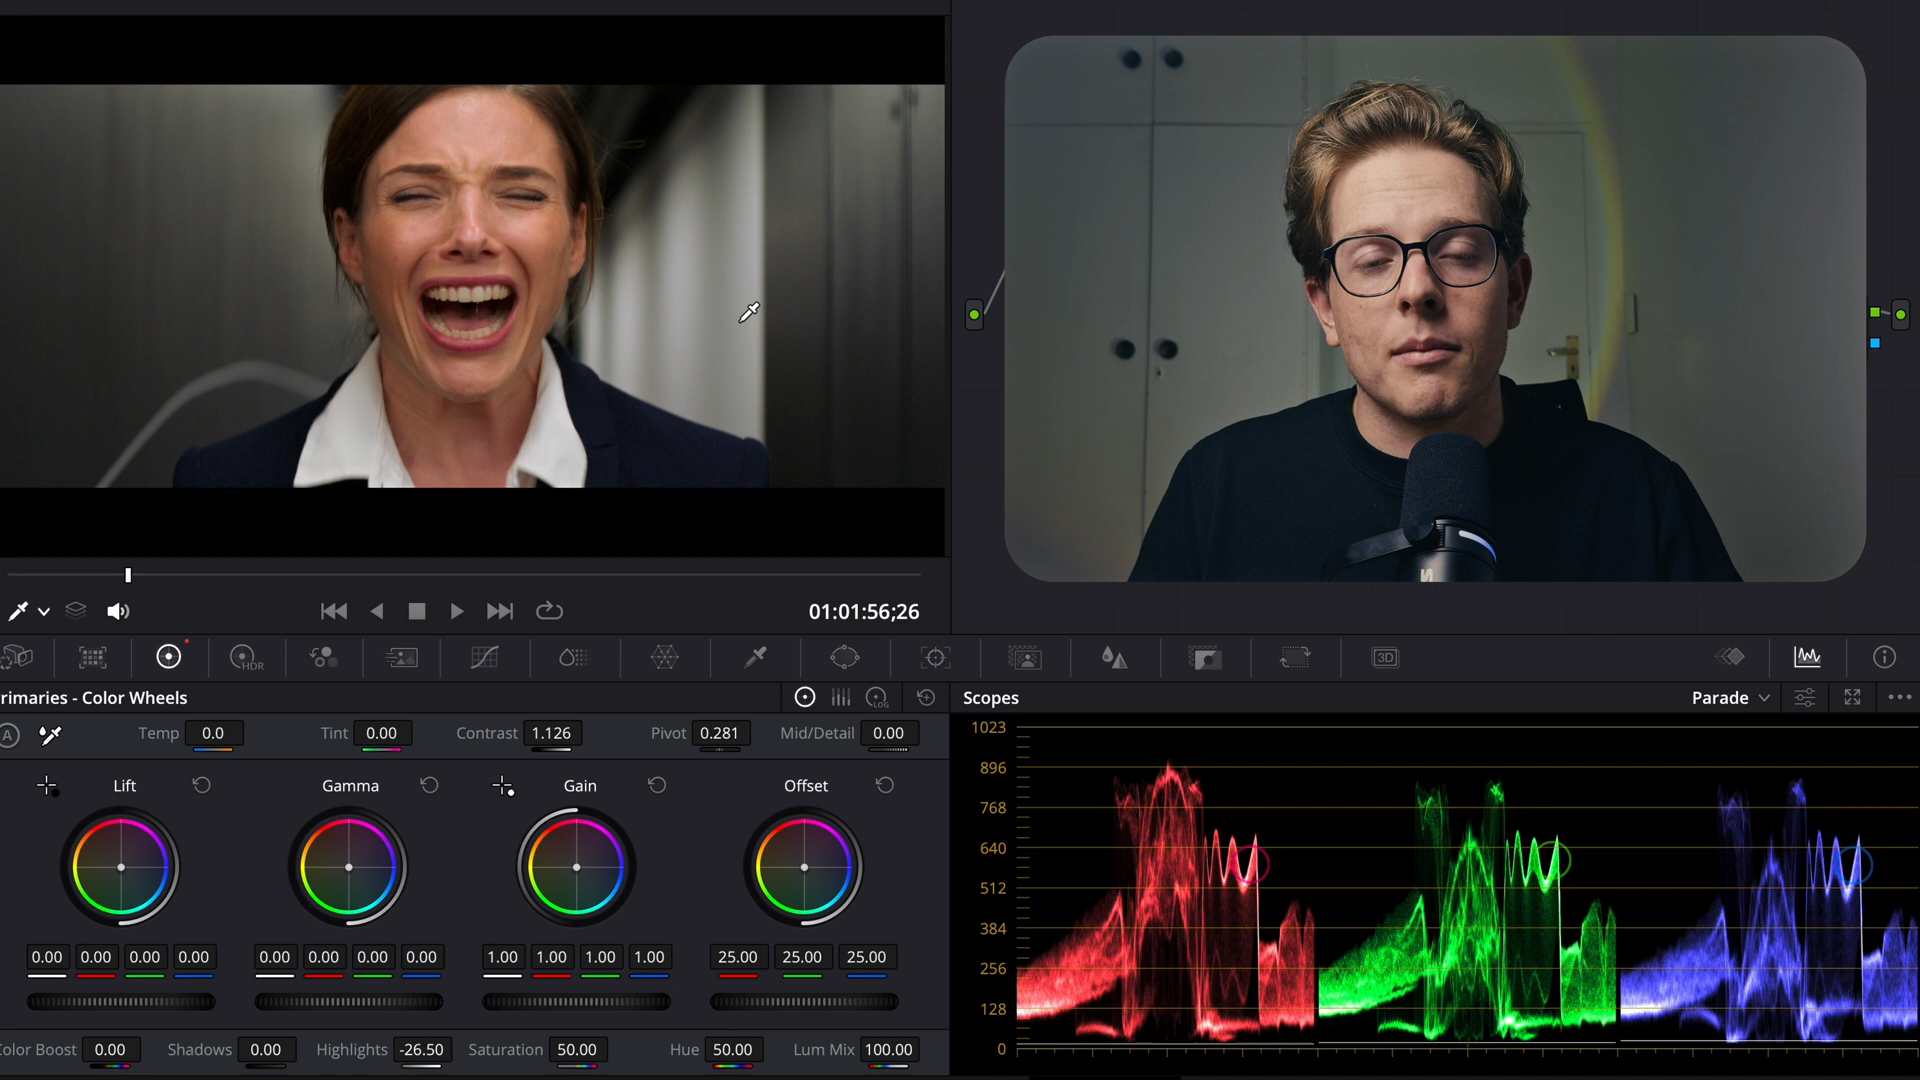 01:01:56;26
HDR
3D
rimaries - Color Wheels
LOG
Scopes
Parade
A
Temp 0.0
Tint 0.00
Contrast 1.126
Pivot 0.281
Mid/Detail 0.00
Lift
Gamma
Gain
Offset
0.00 0.00 0.00 0.00
0.00 0.00 0.00 0.00
1.00 1.00 1.00 1.00
25.00 25.00 25.00
olor Boost 0.00
Shadows 0.00
Highlights -26.50
Saturation 50.00
Hue 50.00
Lum Mix 100.00
1023
896
768
640
512
384
256
128
0